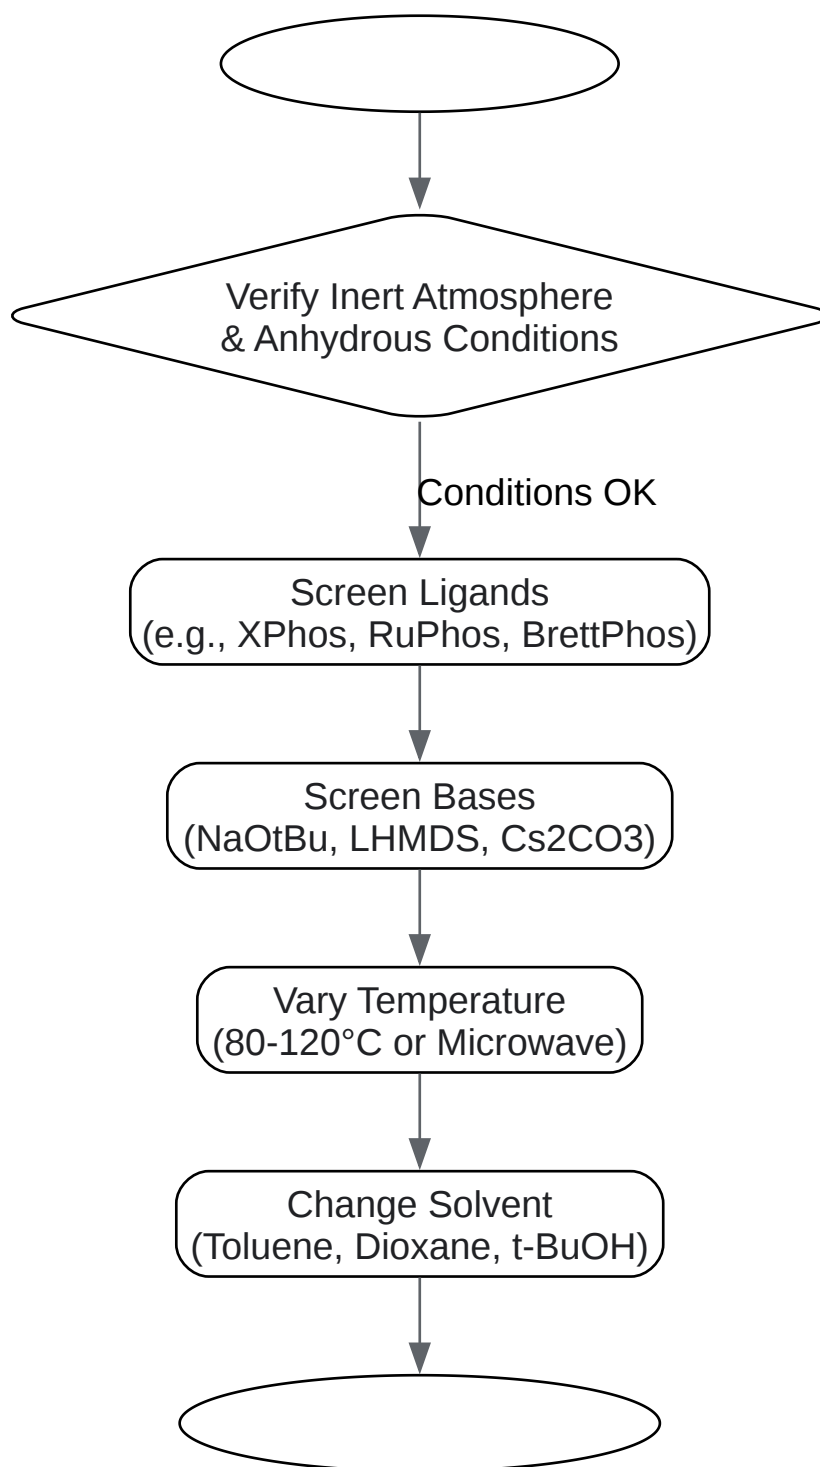 Verify Inert Atmosphere
& Anhydrous Conditions
Conditions OK
Screen Ligands
(e.g., XPhos, RuPhos, BrettPhos)
Screen Bases
(NaOtBu, LHMDS, Cs2CO3)
Vary Temperature
(80-120°C or Microwave)
Change Solvent
(Toluene, Dioxane, t-BuOH)